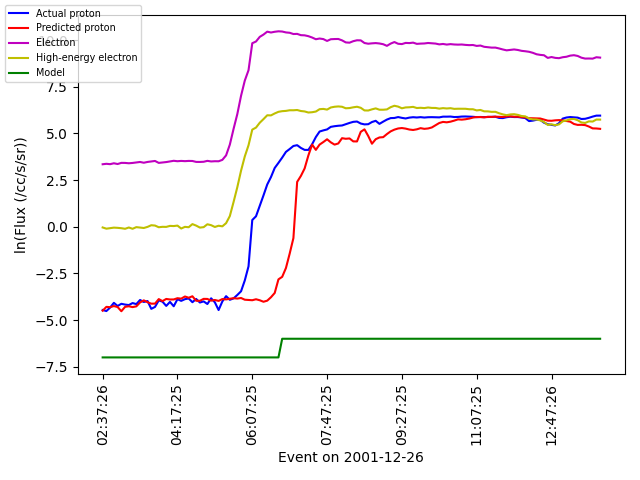 Actual proton
Predicted proton
Electron
High-energy electron
Model
10.0
7.5
5.0
2.5
0.0
−2.5
−5.0
−7.5
ln(Flux (/cc/s/sr))
02:37:26
04:17:25
06:07:25
07:47:25
09:27:25
11:07:25
12:47:26
Event on 2001-12-26